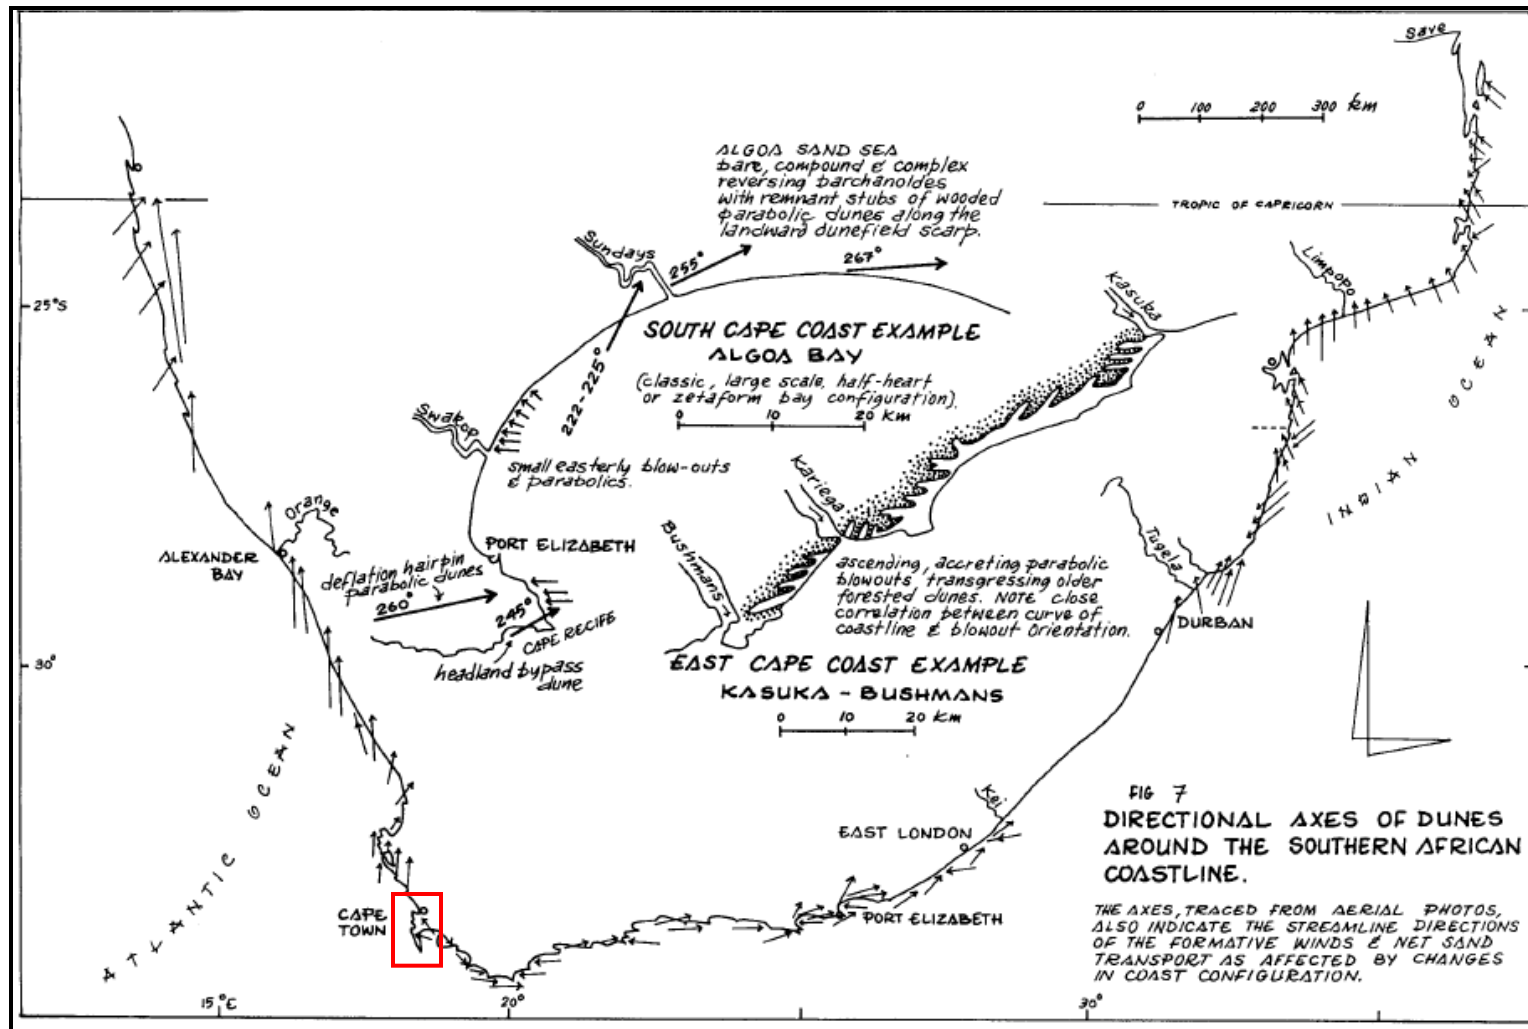 Save
0 100 200 300 km
ALGOA SAND SEA
bare, compound & complex
reversing barchanoides
with remnant stubs of wooded
parabolic dunes along the
landward dunefield scarp.
TROPIC OF CAPRICORN
Sundays
255°
267°
Limpopo
Kasuka
25°S
SOUTH CAPE COAST EXAMPLE
ALGOA BAY
(classic, large scale, half-heart
or zetaform bay configuration).
0 10 20 KM
222-225°
Swakop
small easterly blow-outs
& parabolics.
INDIAN OCEAN
Kariega
Orange
ALEXANDER
BAY
PORT ELIZABETH
Bushmans
Tugela
deflation hairpin
parabolic dunes
260°
245°
CAPE RECIFE
headland bypass
dune
ascending, accreting parabolic
blowouts, transgressing older
forested dunes. NOTE close
correlation between curve of
coastline & blowout orientation.
DURBAN
30°
EAST CAPE COAST EXAMPLE
KASUKA - BUSHMANS
0 10 20 KM
ATKANTIC OCEAN
Kei
EAST LONDON
FIG 7
DIRECTIONAL AXES OF DUNES
AROUND THE SOUTHERN AFRICAN
COASTLINE.
CAPE
TOWN
PORT ELIZABETH
THE AXES, TRACED FROM AERIAL PHOTOS,
ALSO INDICATE THE STREAMLINE DIRECTIONS
OF THE FORMATIVE WINDS & NET SAND
TRANSPORT AS AFFECTED BY CHANGES
IN COAST CONFIGURATION.
15°E
20°
30°